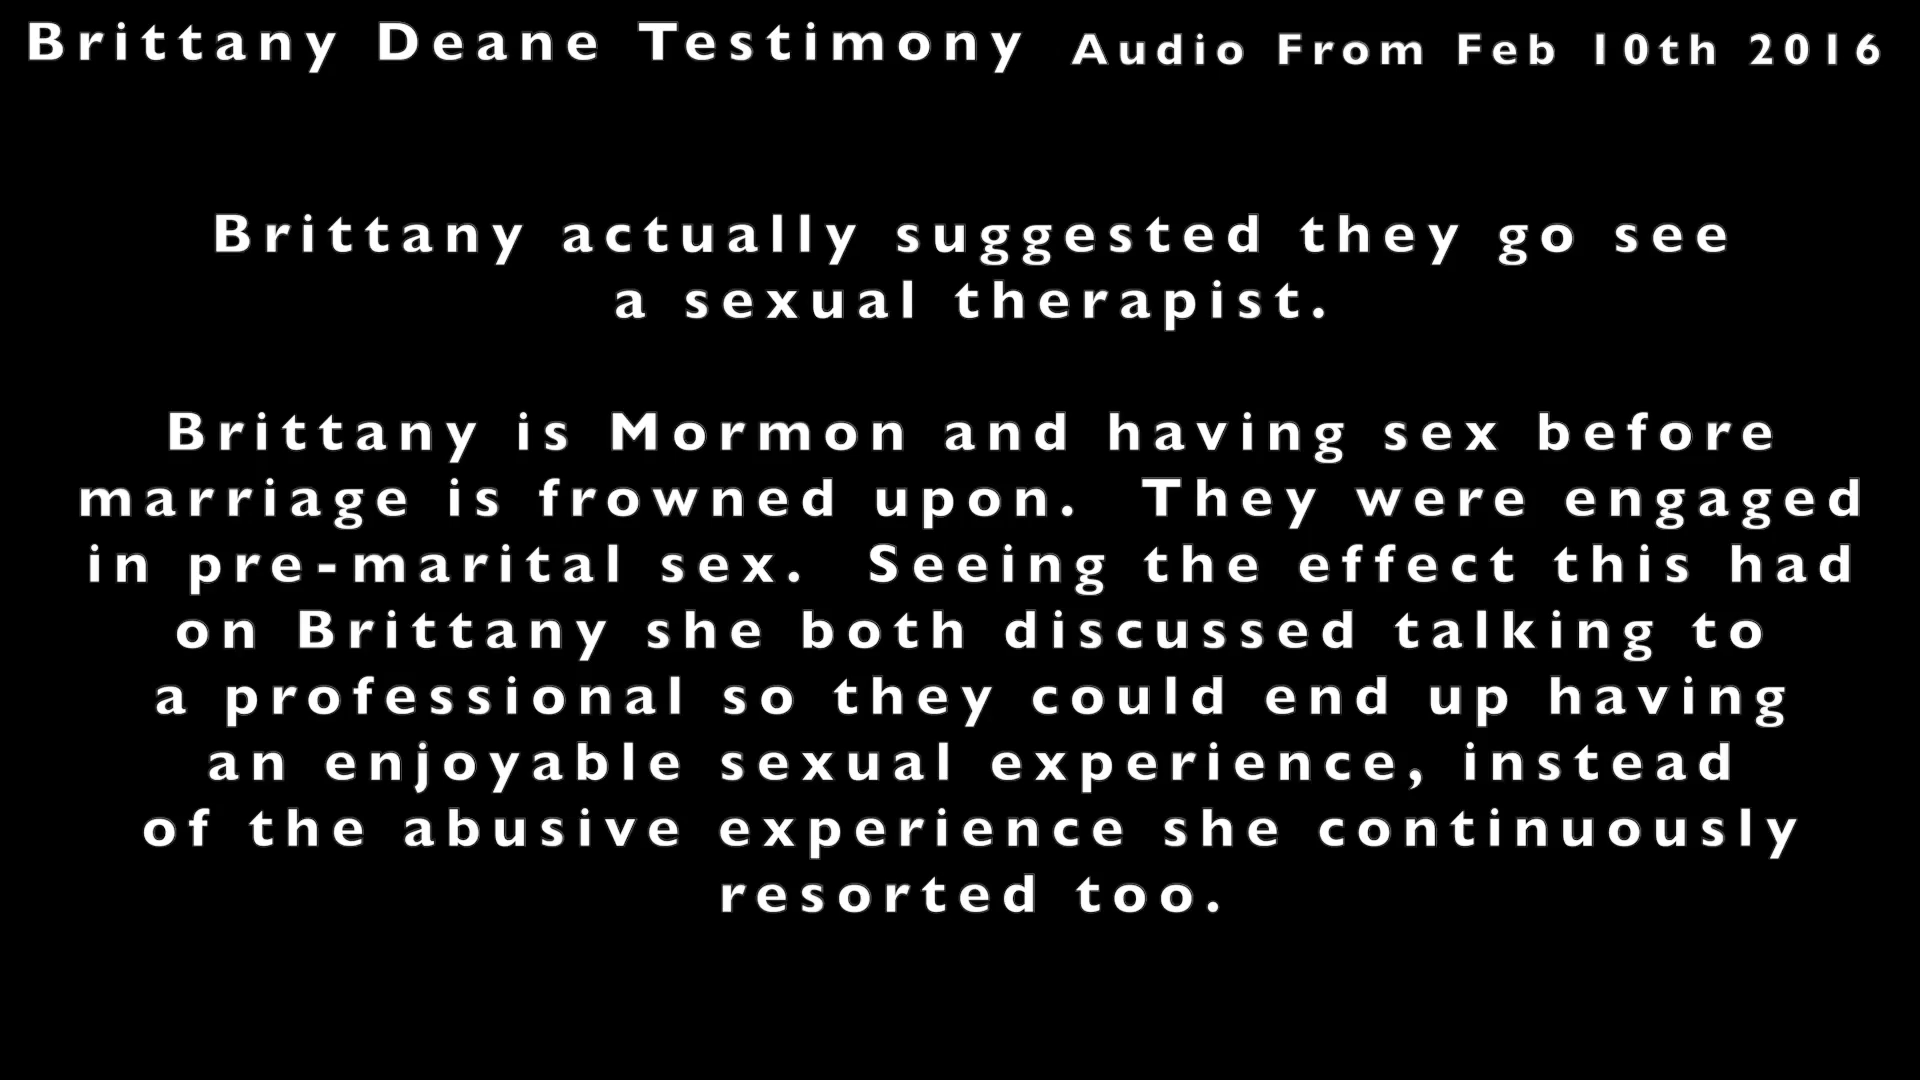 Brittany Deane Testimony Audio From Feb 10th 2016
Brittany actually suggested they go see
a sexual therapist.
Brittany is Mormon and having sex before
marriage is frowned upon. They were engaged
in pre-marital sex. Seeing the effect this had
on Brittany she both discussed talking to
a professional so they could end up having
an enjoyable sexual experience, instead
of the abusive experience she continuously
resorted too.